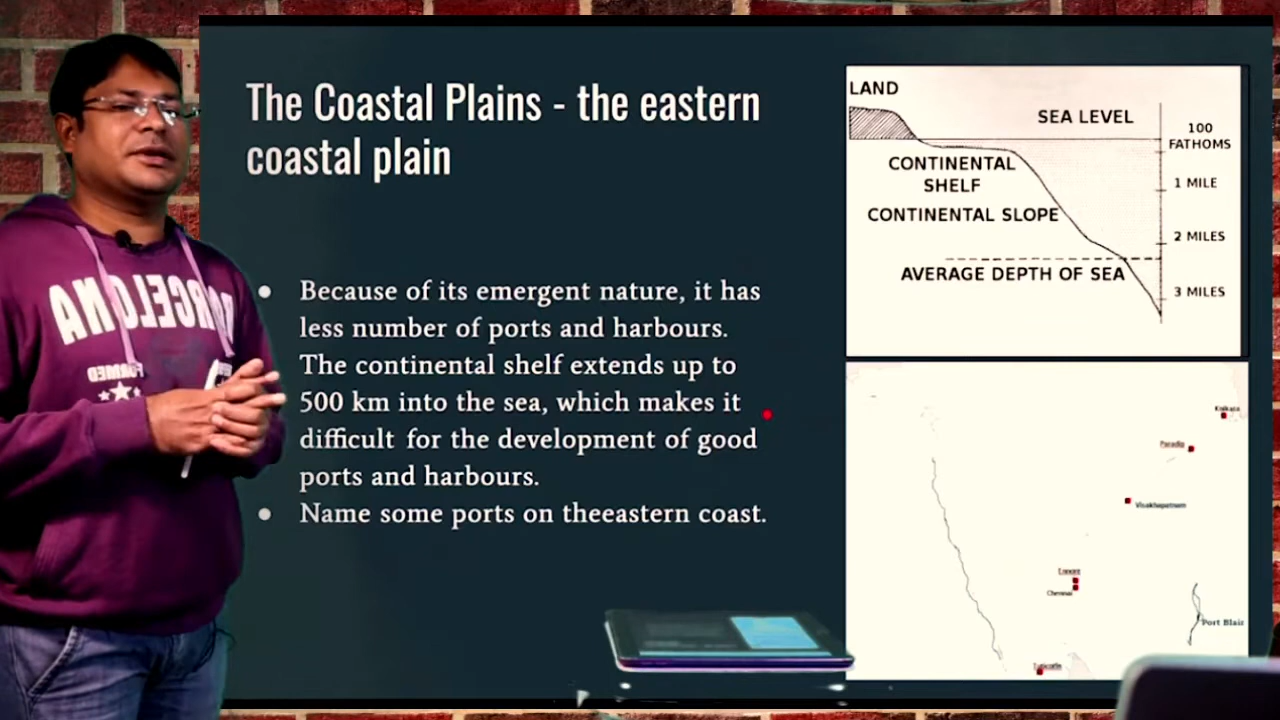 The Coastal Plains - the eastern
coastal plain
Because of its emergent nature, it has
less number of ports and harbours.
The continental shelf extends up to
500 km into the sea, which makes it
difficult for the development of good
ports and harbours.
Name some ports on theeastern coast.
LAND
SEA LEVEL
100
FATHOMS
CONTINENTAL
SHELF
1 MILE
CONTINENTAL SLOPE
2 MILES
AVERAGE DEPTH OF SEA
3 MILES
Kolkata
Paradip
Visakhapatnam
Ennore
Chennai
Port Blair
Tuticorin